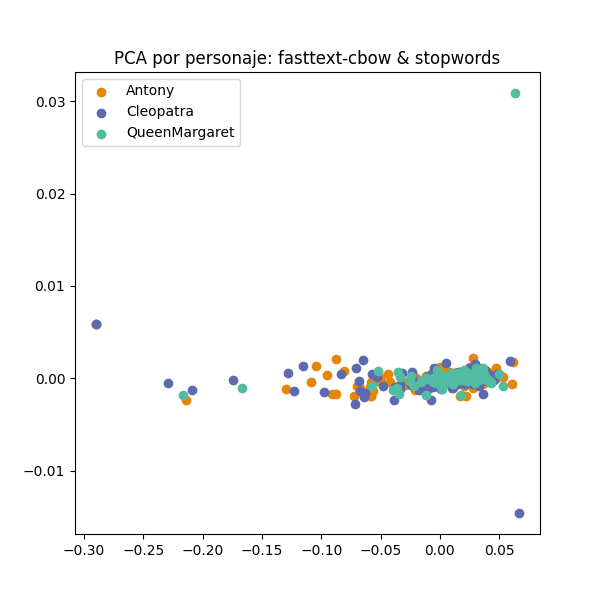 PCA por personaje: fasttext-cbow & stopwords
Antony
Cleopatra
QueenMargaret
0.03
0.02
0.01
0.00
−0.01
−0.30 −0.25 −0.20 −0.15 −0.10 −0.05 0.00 0.05